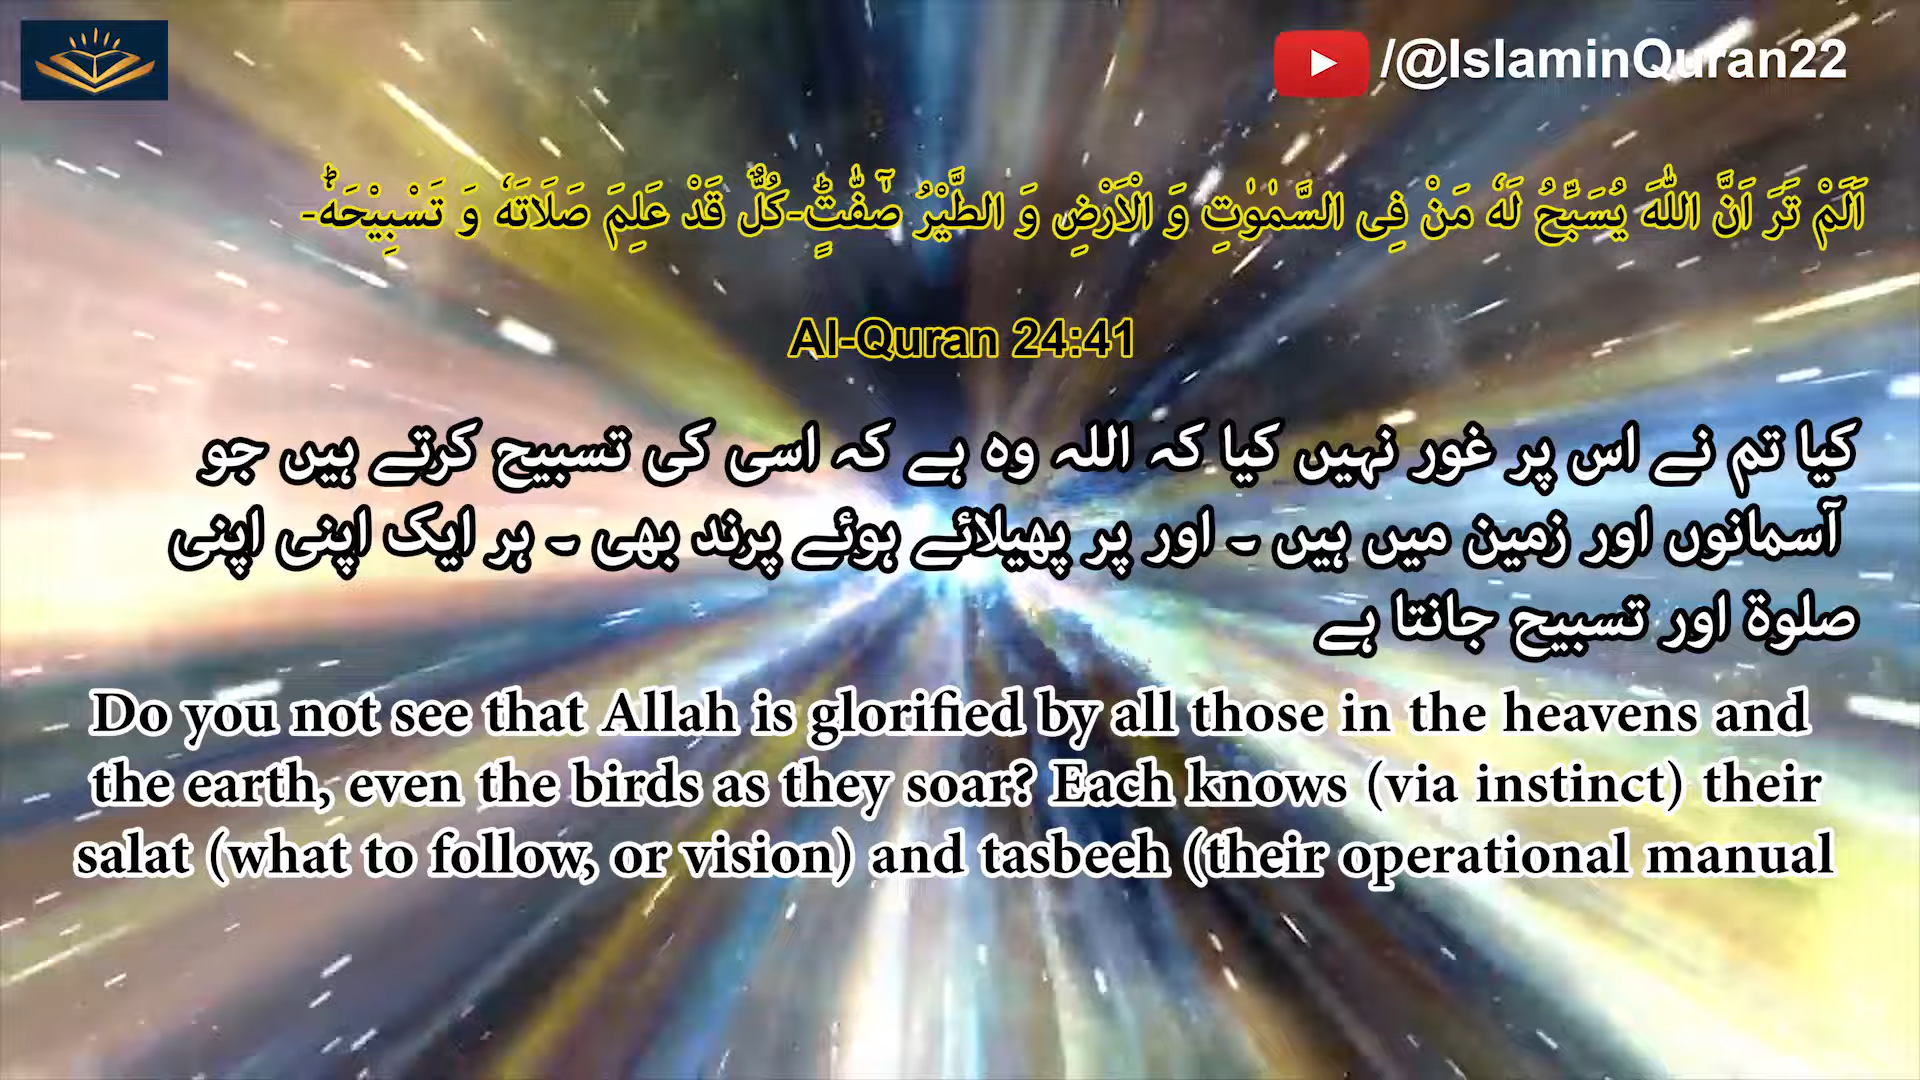 /@IslaminQuran22
اَلَمْ تَرَ اَنَّ اللّٰهَ یُسَبِّحُ لَهٗ مَنْ فِی السَّمٰوٰتِ وَ الْاَرْضِ وَ الطَّیْرُ صٰٓفّٰتٍؕ-كُلٌّ قَدْ عَلِمَ صَلَاتَهٗ وَ تَسْبِیْحَهٗؕ-
Al-Quran 24:41
کیا تم نے اس پر غور نہیں کیا کہ اللہ وہ ہے کہ اسی کی تسبیح کرتے ہیں جو
آسمانوں اور زمین میں ہیں ۔ اور پر پھیلائے ہوئے پرند بھی ۔ ہر ایک اپنی اپنی
صلوۃ اور تسبیح جانتا ہے
Do you not see that Allah is glorified by all those in the heavens and
the earth, even the birds as they soar? Each knows (via instinct) their
salat (what to follow, or vision) and tasbeeh (their operational manual